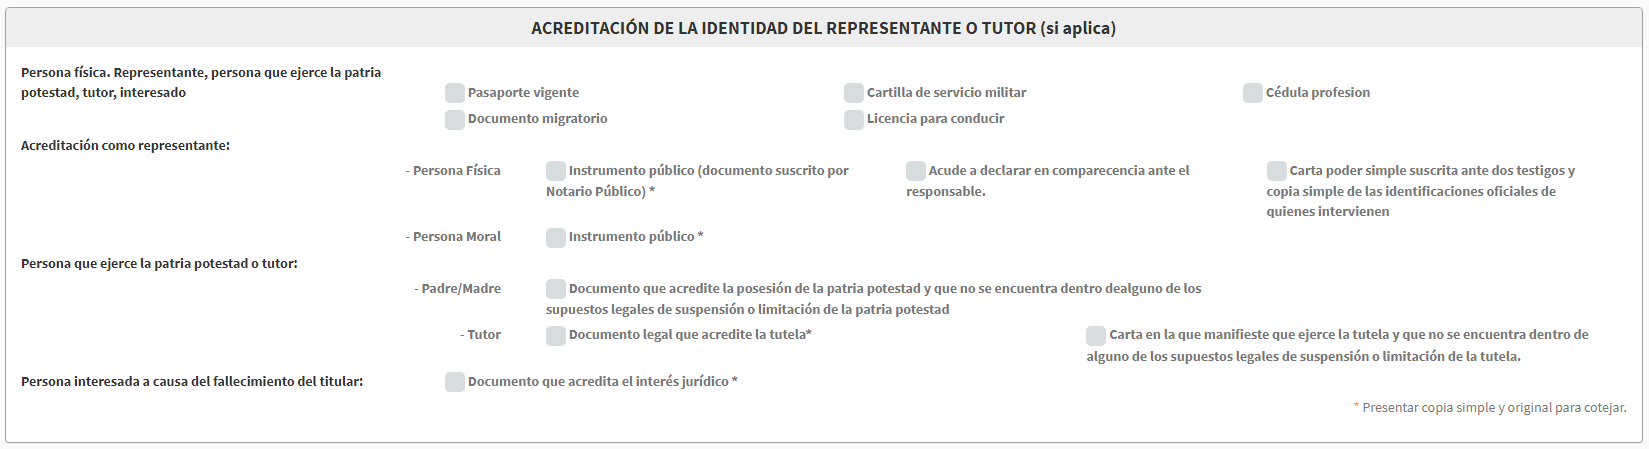 ACREDITACIÓN DE LA IDENTIDAD DEL REPRESENTANTE O TUTOR (si aplica)
Persona física. Representante, persona que ejerce la patria
potestad, tutor, interesado
Pasaporte vigente
Cartilla de servicio militar
Cédula profesion
Documento migratorio
Licencia para conducir
Acreditación como representante:
- Persona Física
Instrumento público (documento suscrito por
Notario Público) *
Acude a declarar en comparecencia ante el
responsable.
Carta poder simple suscrita ante dos testigos y
copia simple de las identificaciones oficiales de
quienes intervienen
- Persona Moral
Instrumento público *
Persona que ejerce la patria potestad o tutor:
- Padre/Madre
Documento que acredite la posesión de la patria potestad y que no se encuentra dentro dealguno de los
supuestos legales de suspensión o limitación de la patria potestad
- Tutor
Documento legal que acredite la tutela*
Carta en la que manifieste que ejerce la tutela y que no se encuentra dentro de
alguno de los supuestos legales de suspensión o limitación de la tutela.
Persona interesada a causa del fallecimiento del titular:
Documento que acredita el interés jurídico *
* Presentar copia simple y original para cotejar.